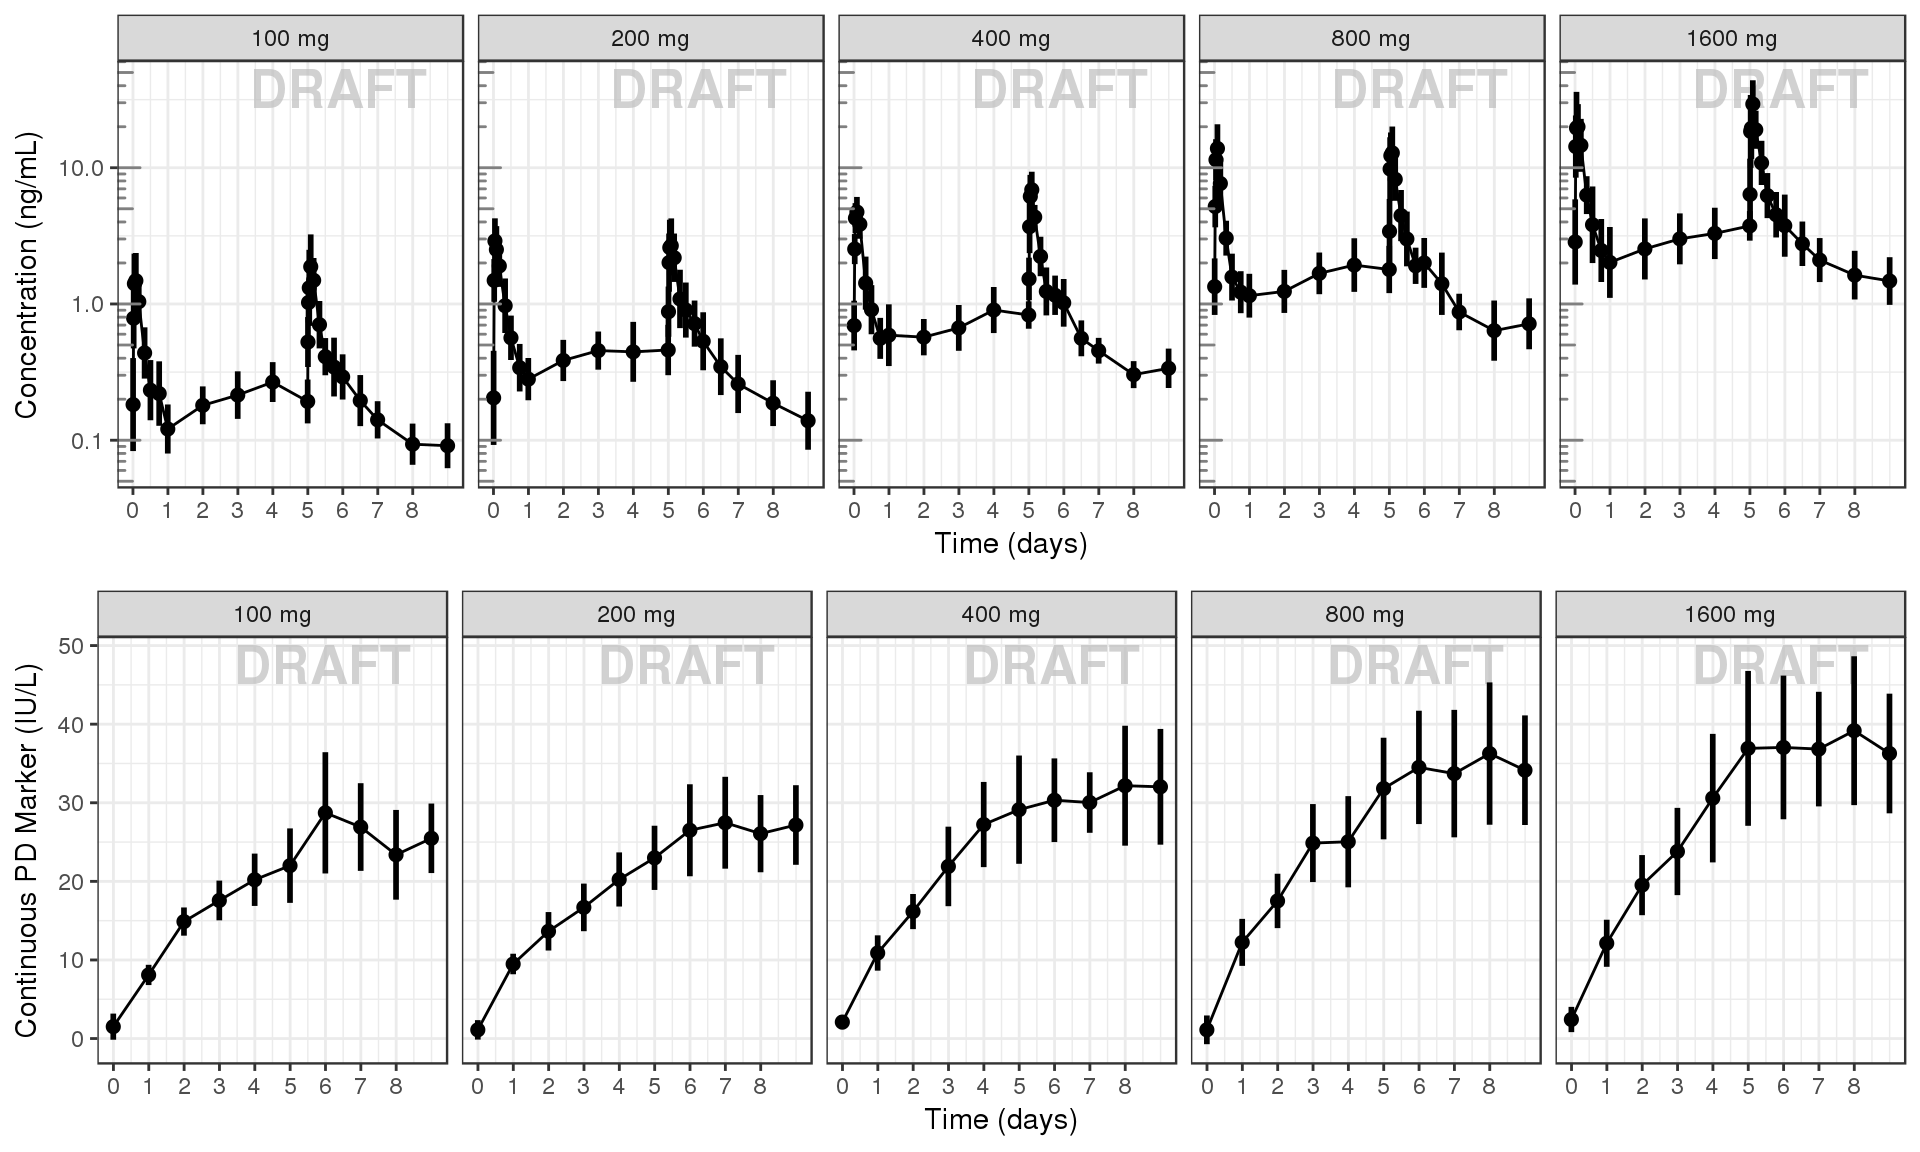 100 mg 200 mg 400 mg 800 mg 1600 mg
DRAFT DRAFT DRAFT DRAFT DRAFT
Concentration (ng/mL)
10.0
1.0
0.1
0 1 2 3 4 5 6 7 8 0 1 2 3 4 5 6 7 8 0 1 2 3 4 5 6 7 8 0 1 2 3 4 5 6 7 8 0 1 2 3 4 5 6 7 8
Time (days)
100 mg 200 mg 400 mg 800 mg 1600 mg
DRAFT DRAFT DRAFT DRAFT DRAFT
Continuous PD Marker (IU/L)
50
40
30
20
10
0
0 1 2 3 4 5 6 7 8 0 1 2 3 4 5 6 7 8 0 1 2 3 4 5 6 7 8 0 1 2 3 4 5 6 7 8 0 1 2 3 4 5 6 7 8
Time (days)